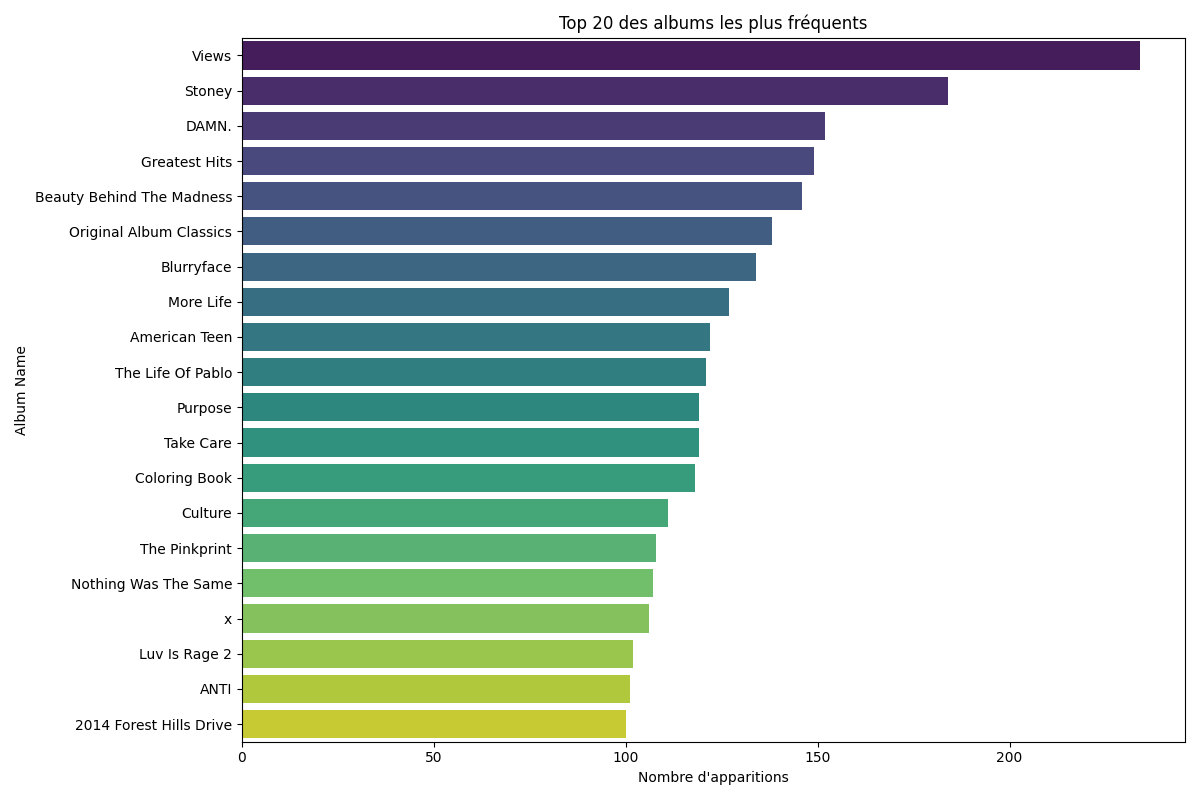 Top 20 des albums les plus fréquents
Album Name
Views
Stoney
DAMN.
Greatest Hits
Beauty Behind The Madness
Original Album Classics
Blurryface
More Life
American Teen
The Life Of Pablo
Purpose
Take Care
Coloring Book
Culture
The Pinkprint
Nothing Was The Same
x
Luv Is Rage 2
ANTI
2014 Forest Hills Drive
0 50 100 150 200
Nombre d'apparitions